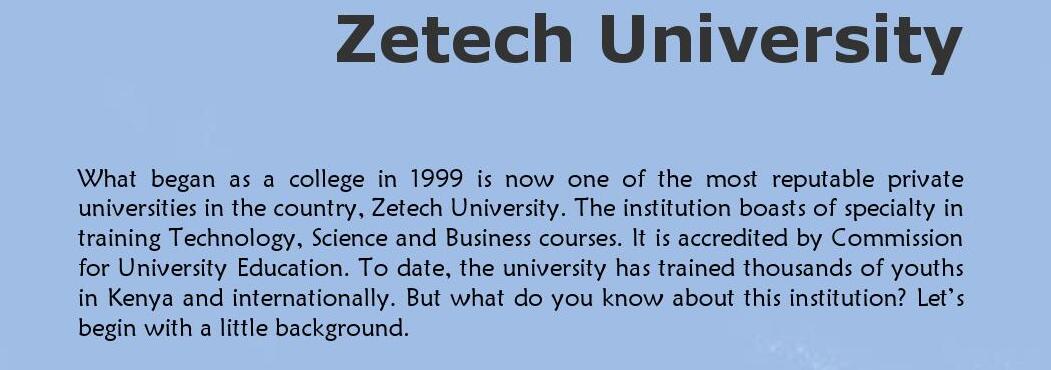 Zetech University
What began as a college in 1999 is now one of the most reputable private
universities in the country, Zetech University. The institution boasts of specialty in
training Technology, Science and Business courses. It is accredited by Commission
for University Education. To date, the university has trained thousands of youths
in Kenya and internationally. But what do you know about this institution? Let’s
begin with a little background.